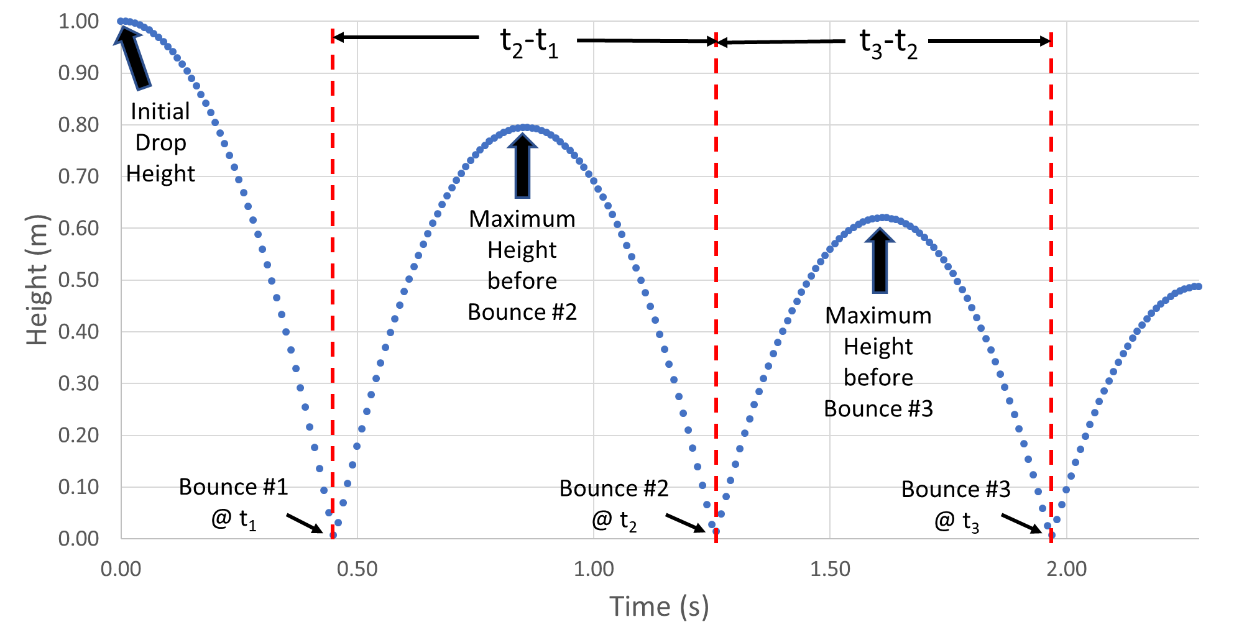 1.00
0.90
0.80
0.70
0.60
0.50
0.40
0.30
0.20
0.10
0.00
Height (m)
t₂-t₁
t₃-t₂
Initial
Drop
Height
Maximum
Height
before
Bounce #2
Maximum
Height
before
Bounce #3
Bounce #1
@ t₁
Bounce #2
@ t₂
Bounce #3
@ t₃
0.00
0.50
1.00
1.50
2.00
Time (s)